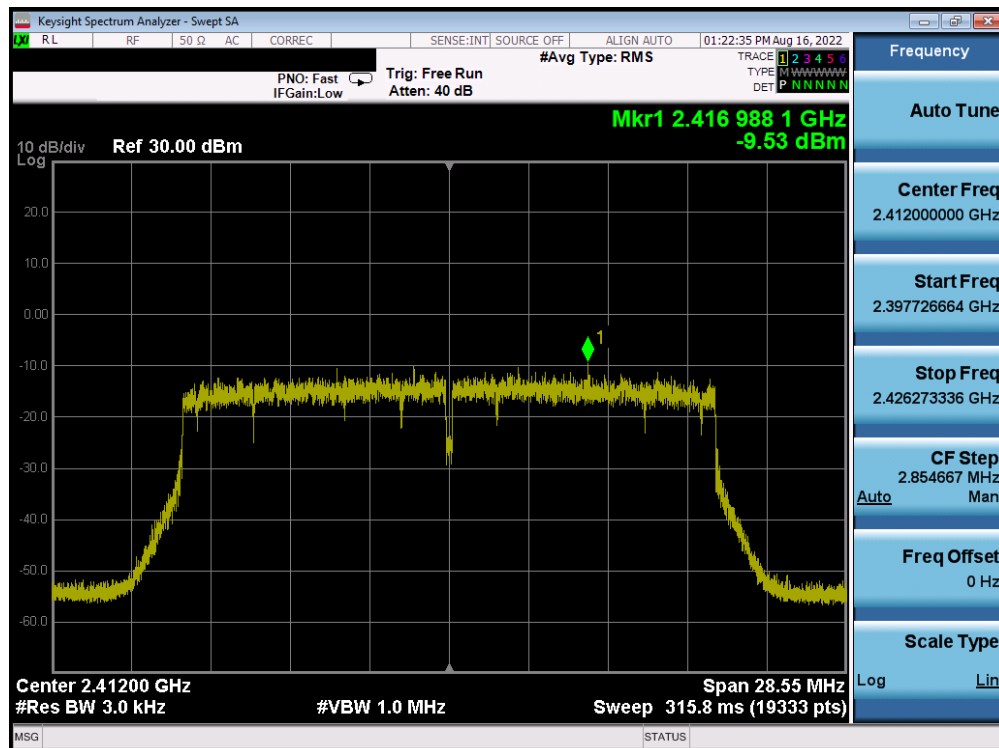 Keysight Spectrum Analyzer - Swept SA
LXI RL RF 50 Ω AC CORREC SENSE:INT SOURCE OFF ALIGN AUTO 01:22:35 PM Aug 16, 2022
#Avg Type: RMS
TRACE 1 2 3 4 5 6
PNO: Fast Trig: Free Run TYPE M WWWWW
IFGain:Low Atten: 40 dB DET P N N N N N
Mkr1 2.416 988 1 GHz
-9.53 dBm
10 dB/div Ref 30.00 dBm
Log
20.0
10.0
0.00
1
-10.0
-20.0
-30.0
-40.0
-50.0
-60.0
Center 2.41200 GHz Span 28.55 MHz
#Res BW 3.0 kHz #VBW 1.0 MHz Sweep 315.8 ms (19333 pts)
MSG STATUS
Frequency
Auto Tune
Center Freq
2.412000000 GHz
Start Freq
2.397726664 GHz
Stop Freq
2.426273336 GHz
CF Step
2.854667 MHz
Auto Man
Freq Offset
0 Hz
Scale Type
Log Lin